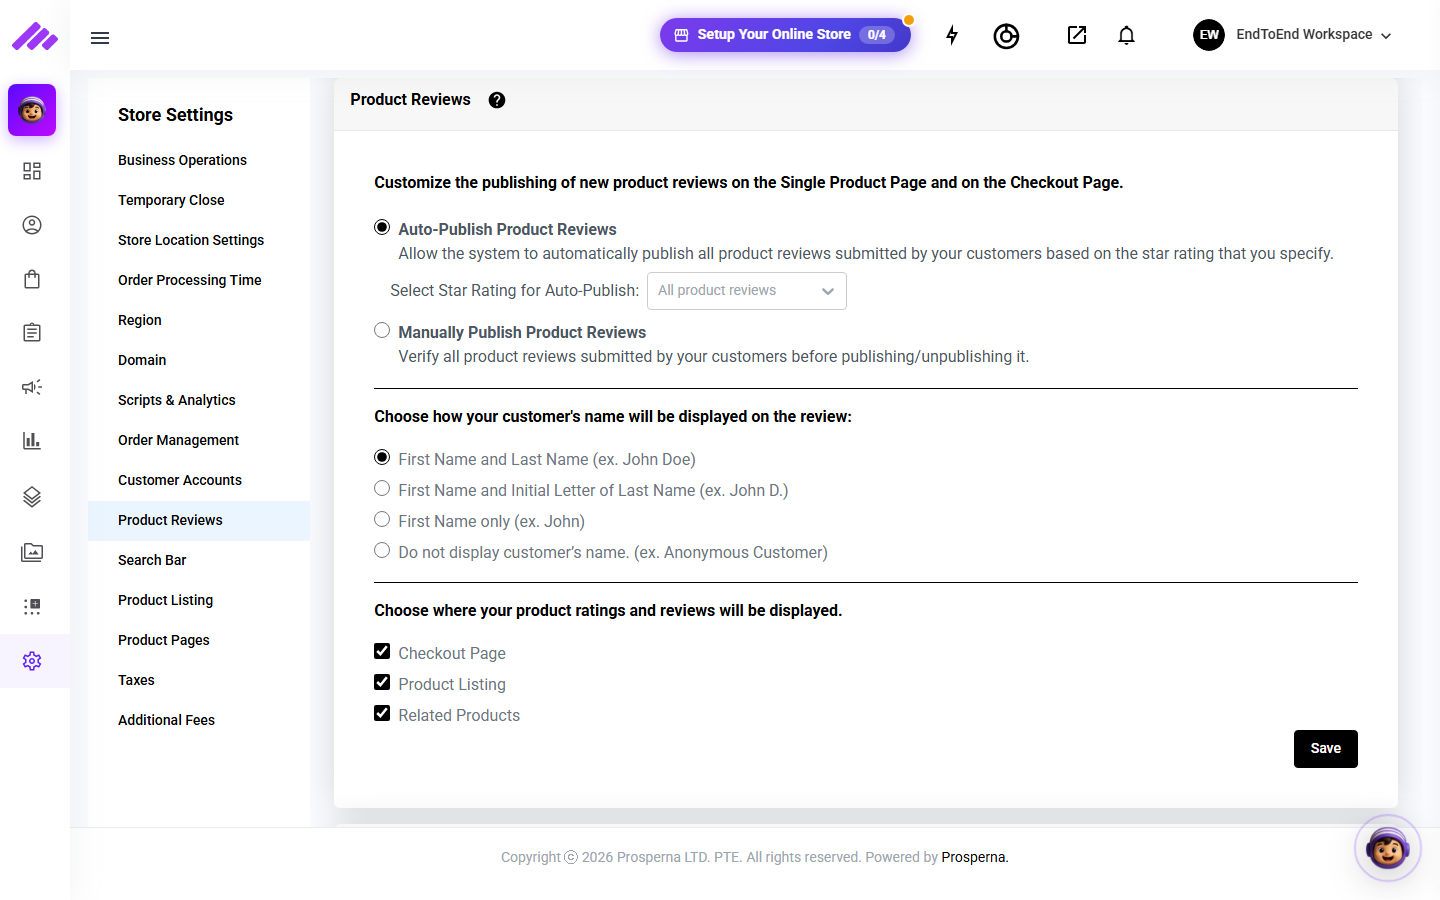 Setup Your Online Store 0/4
EW EndToEnd Workspace
Store Settings
Business Operations
Temporary Close
Store Location Settings
Order Processing Time
Region
Domain
Scripts & Analytics
Order Management
Customer Accounts
Product Reviews
Search Bar
Product Listing
Product Pages
Taxes
Additional Fees
Product Reviews ?
Customize the publishing of new product reviews on the Single Product Page and on the Checkout Page.
Auto-Publish Product Reviews
Allow the system to automatically publish all product reviews submitted by your customers based on the star rating that you specify.
Select Star Rating for Auto-Publish: All product reviews
Manually Publish Product Reviews
Verify all product reviews submitted by your customers before publishing/unpublishing it.
Choose how your customer's name will be displayed on the review:
First Name and Last Name (ex. John Doe)
First Name and Initial Letter of Last Name (ex. John D.)
First Name only (ex. John)
Do not display customer's name. (ex. Anonymous Customer)
Choose where your product ratings and reviews will be displayed.
Checkout Page
Product Listing
Related Products
Save
Copyright © 2026 Prosperna LTD. PTE. All rights reserved. Powered by Prosperna.